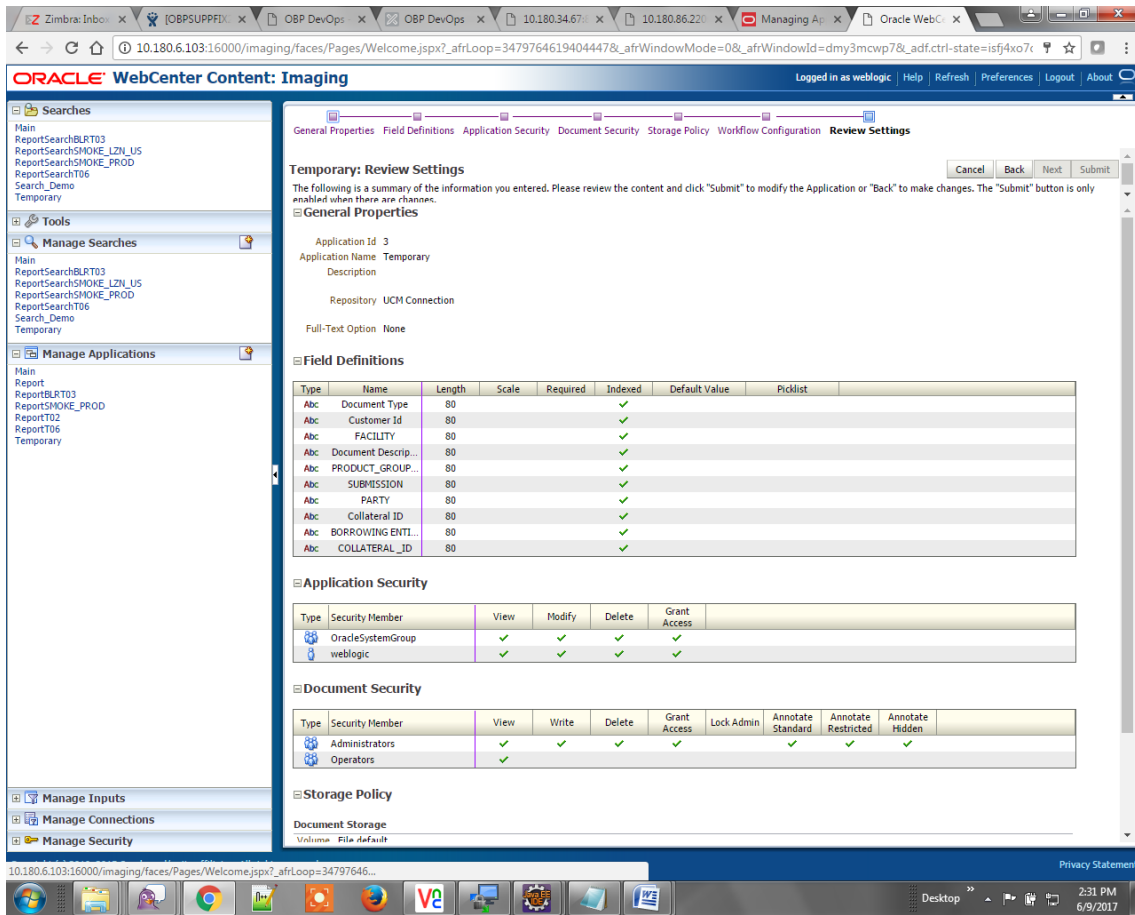 Zimbra: Inbox
[OBPSUPPFIX
OBP DevOps
OBP DevOps
10.180.34.67:
10.180.86.220
Managing Ap
Oracle WebCe
10.180.6.103:16000/imaging/faces/Pages/Welcome.jspx?_afrLoop=34797646194044447&_afrWindowMode=0&_afrWindowId=dmy3mcwp7&_adf.ctrl-state=isfj4xo7c
ORACLE WebCenter Content: Imaging
Logged in as weblogic | Help | Refresh | Preferences | Logout | About
Searches
Main
ReportSearchBLRT03
ReportSearchSMOKE_LZN_US
ReportSearchSMOKE_PROD
ReportSearchT06
Search_Demo
Temporary
Tools
Manage Searches
Main
ReportSearchBLRT03
ReportSearchSMOKE_LZN_US
ReportSearchSMOKE_PROD
ReportSearchT06
Search_Demo
Temporary
Manage Applications
Main
Report
ReportBLRT03
ReportSMOKE_PROD
ReportT02
ReportT06
Temporary
Manage Inputs
Manage Connections
Manage Security
General Properties Field Definitions Application Security Document Security Storage Policy Workflow Configuration Review Settings
Temporary: Review Settings
Cancel Back Next Submit
The following is a summary of the information you entered. Please review the content and click "Submit" to modify the Application or "Back" to make changes. The "Submit" button is only
enabled when there are changes.
General Properties
Application Id 3
Application Name Temporary
Description
Repository UCM Connection
Full-Text Option None
Field Definitions
Type Name Length Scale Required Indexed Default Value Picklist
Abc Document Type 80 ✓
Abc Customer Id 80 ✓
Abc FACILITY 80 ✓
Abc Document Descrip... 80 ✓
Abc PRODUCT_GROUP... 80 ✓
Abc SUBMISSION 80 ✓
Abc PARTY 80 ✓
Abc Collateral ID 80 ✓
Abc BORROWING ENTI... 80 ✓
Abc COLLATERAL _ID 80 ✓
Application Security
Type Security Member View Modify Delete Grant Access
OracleSystemGroup ✓ ✓ ✓ ✓
weblogic ✓ ✓ ✓ ✓
Document Security
Type Security Member View Write Delete Grant Access Lock Admin Annotate Standard Annotate Restricted Annotate Hidden
Administrators ✓ ✓ ✓ ✓ ✓ ✓ ✓
Operators ✓
Storage Policy
Document Storage
Volume File default
Privacy Statement
10.180.6.103:16000/imaging/faces/Pages/Welcome.jspx?_afrLoop=34797646...
Desktop
2:31 PM
6/9/2017